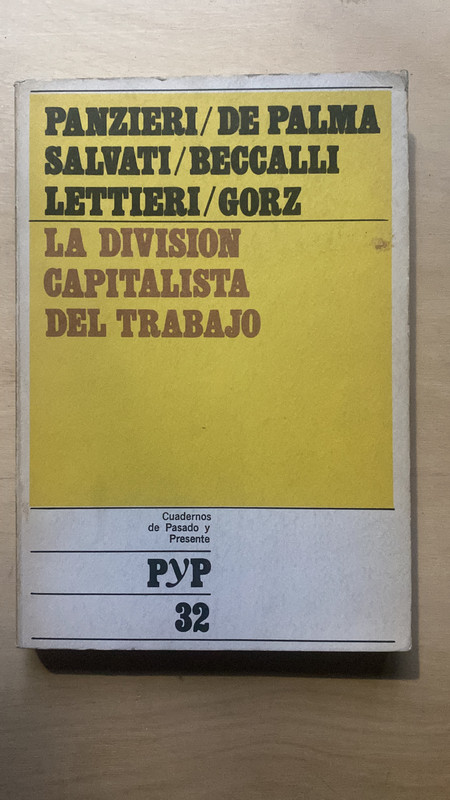 PANZIERI/DE PALMA
SALVATI/BECCALLI
LETTIERI/GORZ
LA DIVISION
CAPITALISTA
DEL TRABAJO
Cuadernos
de Pasado y
Presente
PyP
32